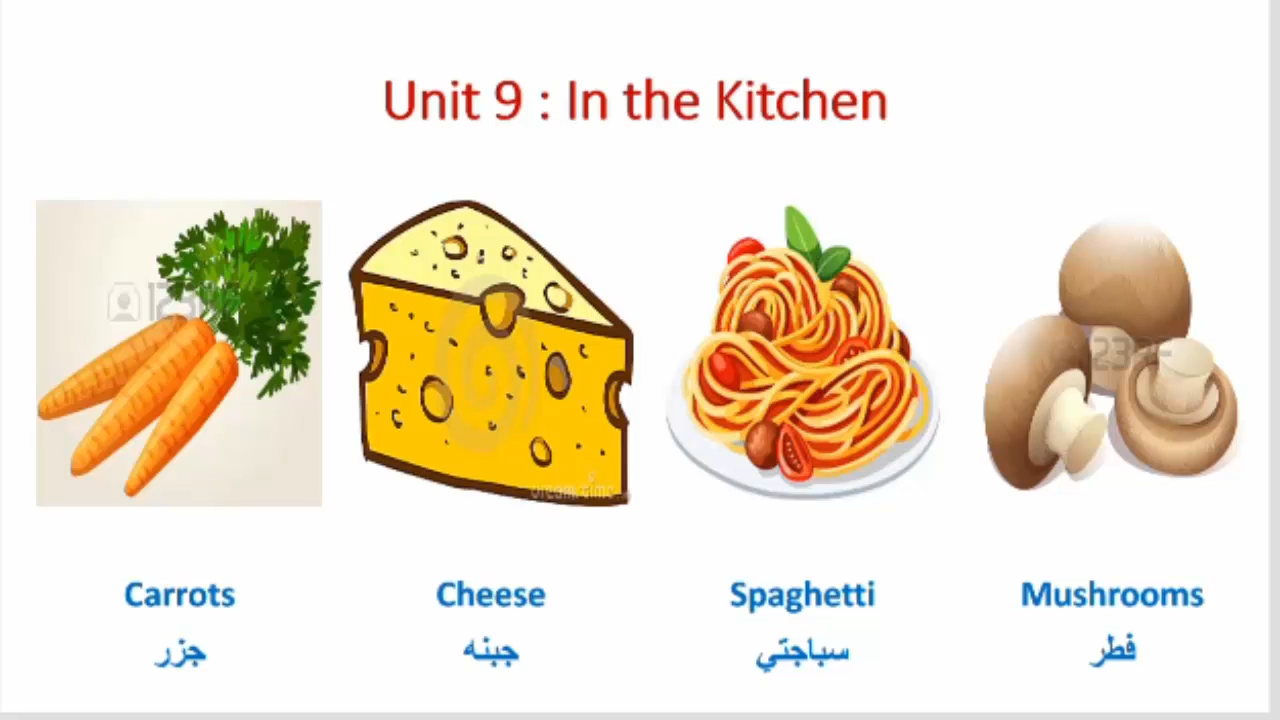 Unit 9 : In the Kitchen
Carrots
Cheese
Spaghetti
Mushrooms
جزر
جبنه
سباجتي
فطر